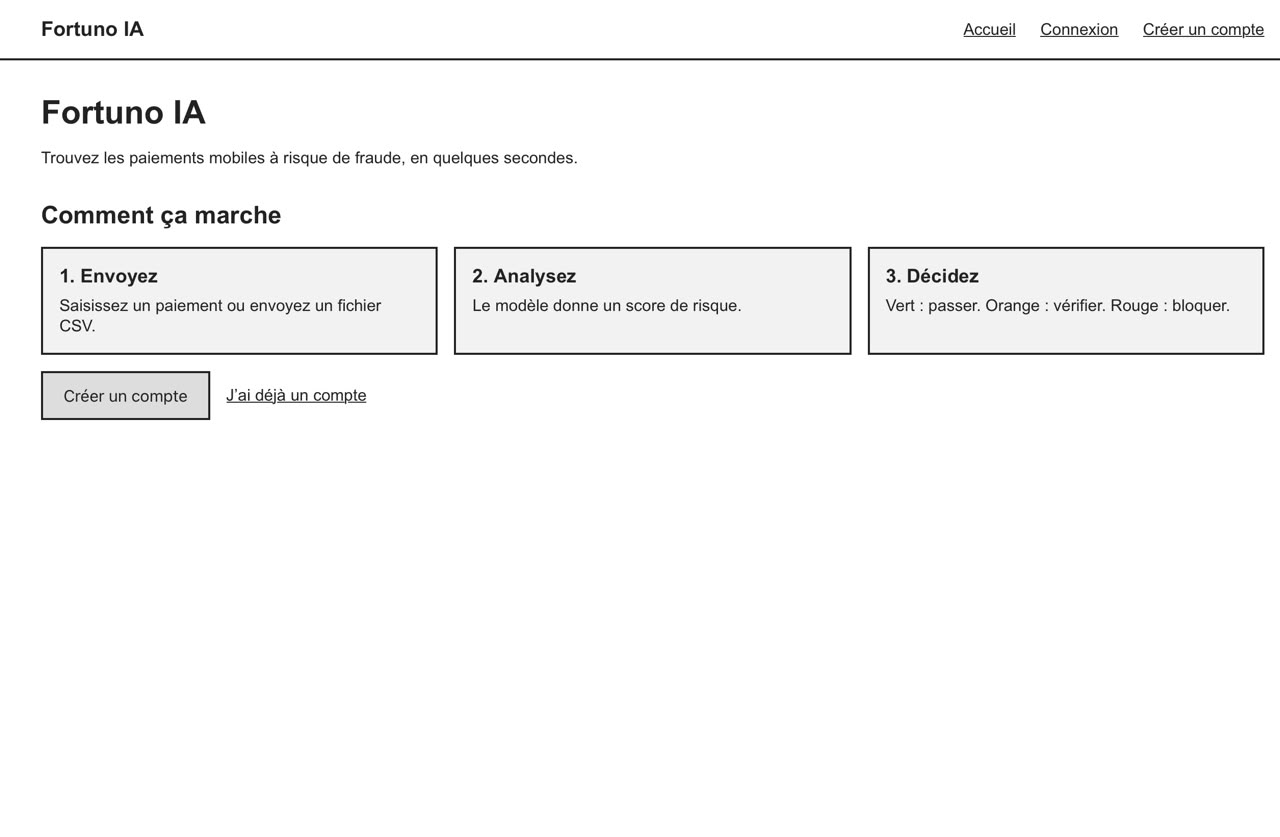 Fortuno IA
Accueil
Connexion
Créer un compte
Fortuno IA
Trouvez les paiements mobiles à risque de fraude, en quelques secondes.
Comment ça marche
1. Envoyez
Saisissez un paiement ou envoyez un fichier
CSV.
2. Analysez
Le modèle donne un score de risque.
3. Décidez
Vert : passer. Orange : vérifier. Rouge : bloquer.
Créer un compte
J’ai déjà un compte